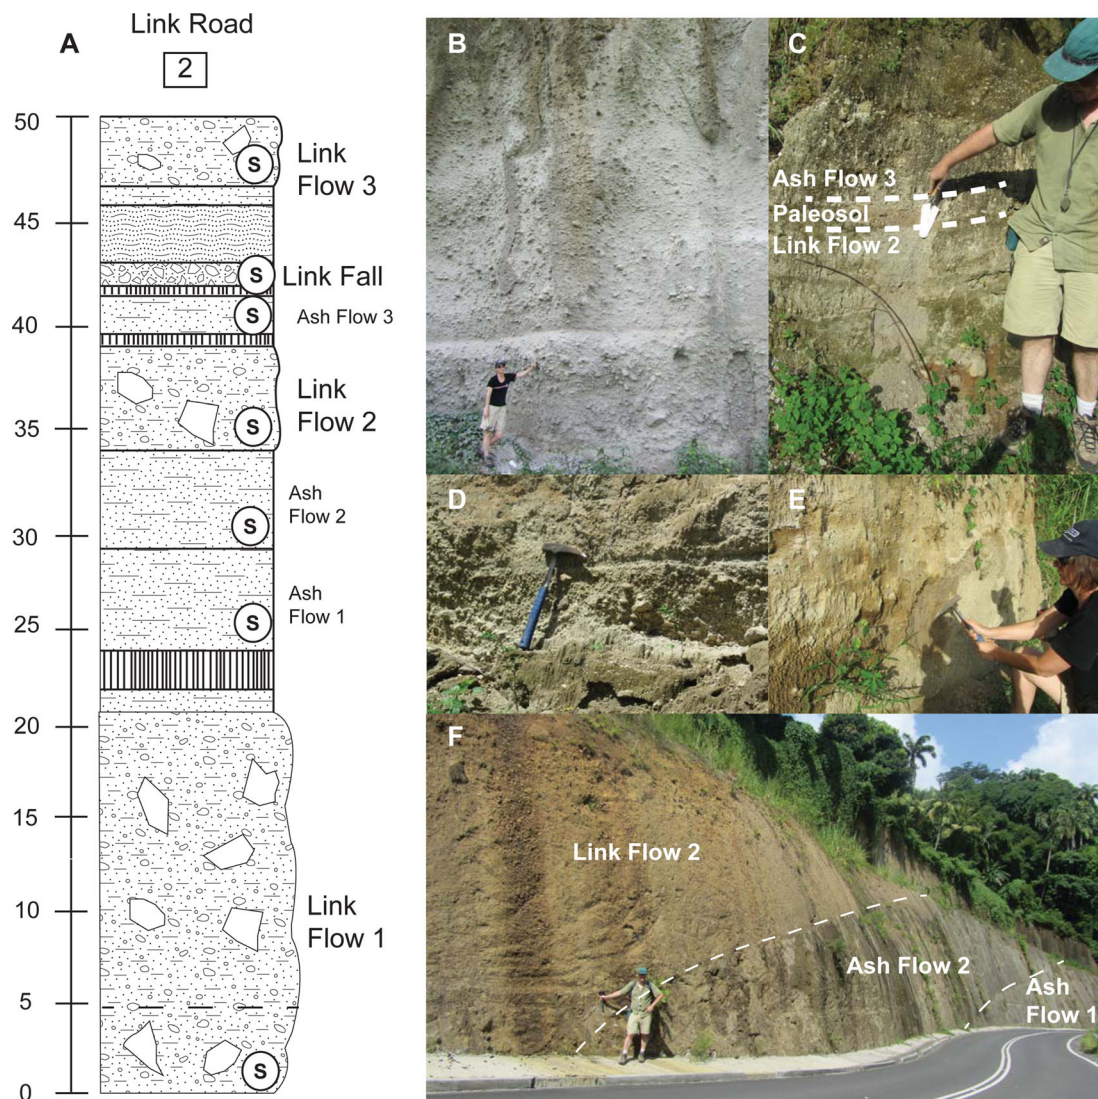 A
Link Road
2
50
45
40
35
30
25
20
15
10
5
0
Link
Flow 3
S
S
Link Fall
S
Ash Flow 3
Link
Flow 2
S
Ash
Flow 2
S
Ash
Flow 1
S
Link
Flow 1
S
B
C
Ash Flow 3
Paleosol
Link Flow 2
D
E
F
Link Flow 2
Ash Flow 2
Ash
Flow 1